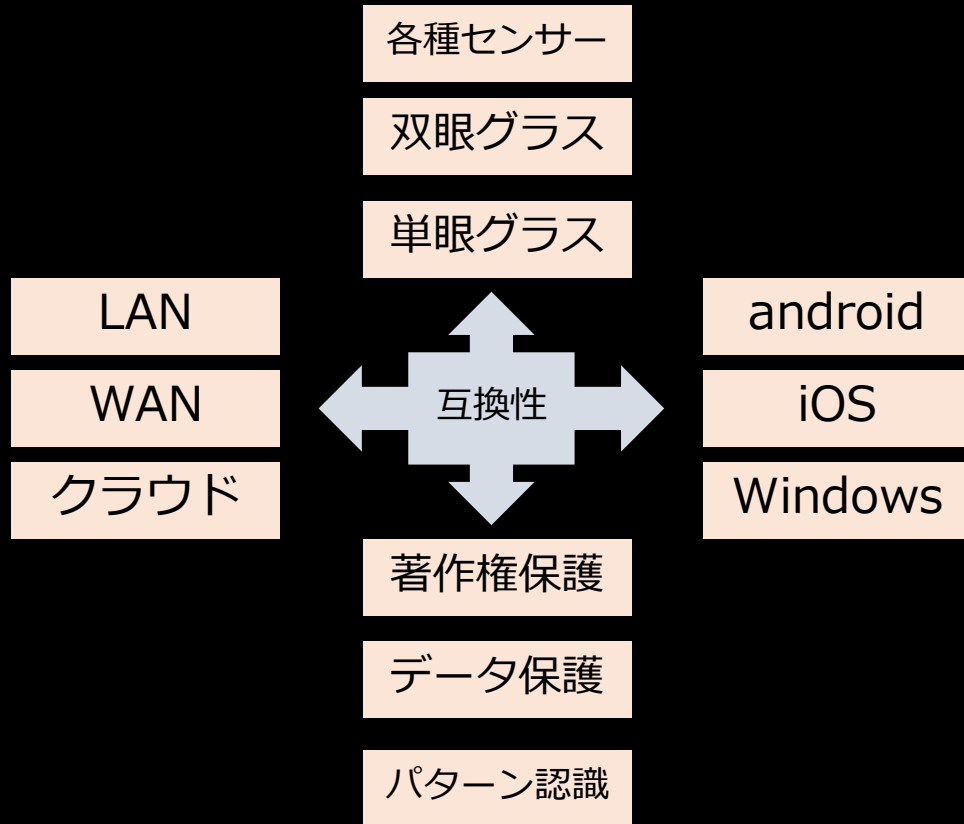 各種センサー
双眼グラス
単眼グラス
LAN
WAN
クラウド
互換性
android
iOS
Windows
著作権保護
データ保護
パターン認識